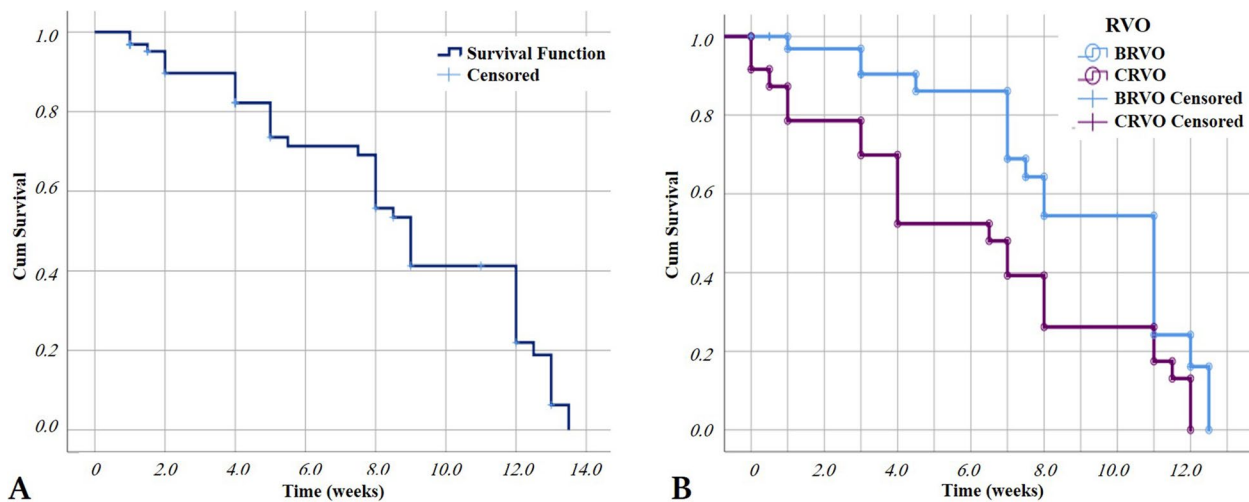 1.0
0.8
0.6
0.4
0.2
0.0
Cum Survival
Survival Function
Censored
0 2.0 4.0 6.0 8.0 10.0 12.0 14.0
Time (weeks)
A
1.0
0.8
0.6
0.4
0.2
0.0
Cum Survival
RVO
BRVO
CRVO
BRVO Censored
CRVO Censored
0 2.0 4.0 6.0 8.0 10.0 12.0
Time (weeks)
B